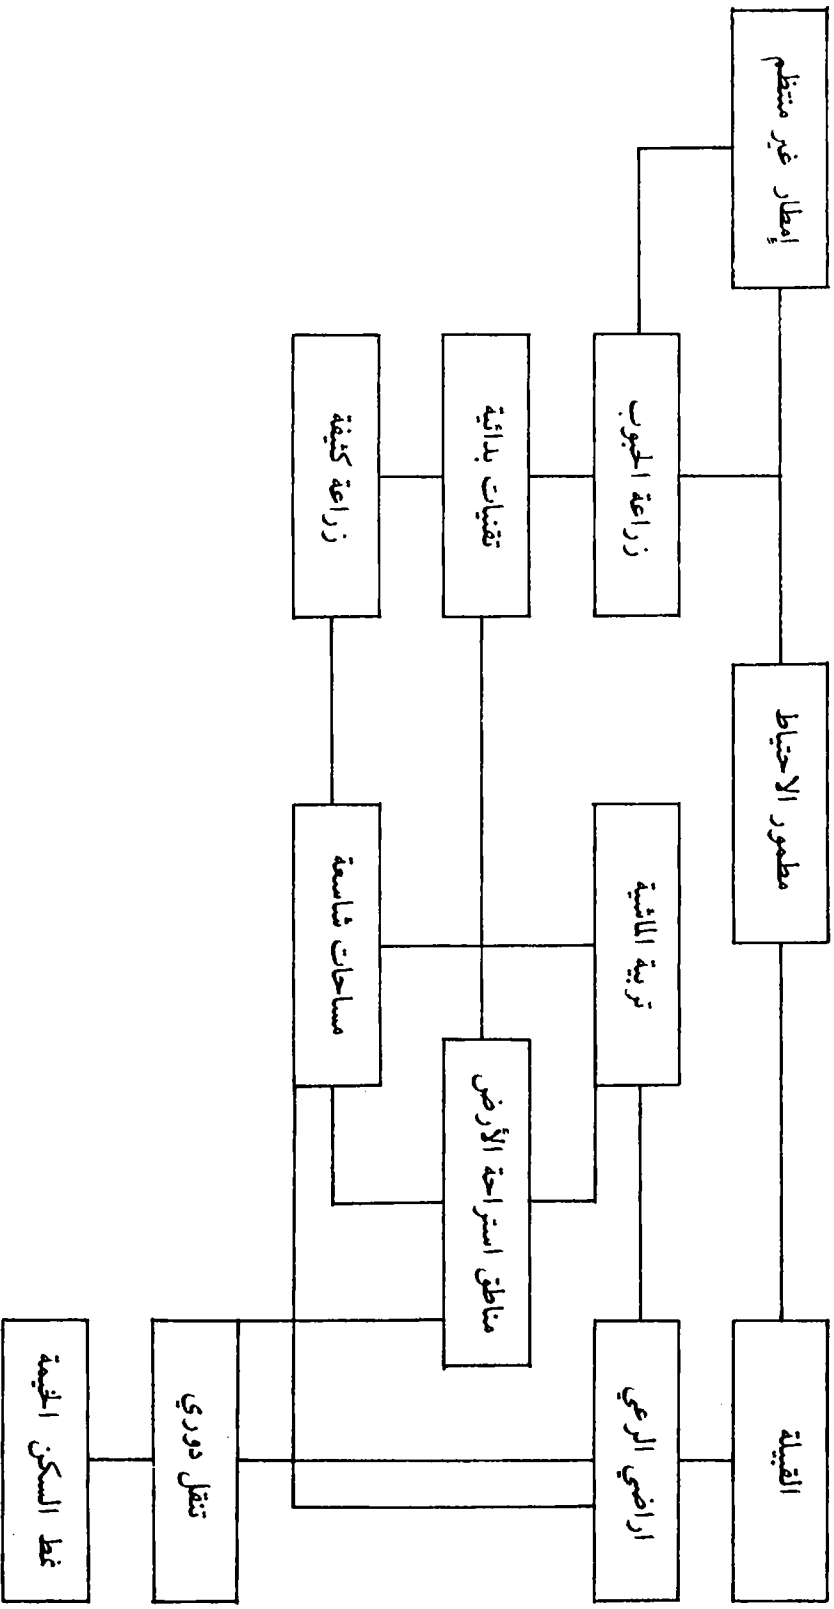 إمطار غير منتظم
مطمور الاحتياط
القبيلة
زراعة الحبوب
تربية الماشية
اراضي الرعي
تقنيات بدائية
مناطق استراحة الأرض
زراعة كثيفة
مساحات شاسعة
تنقل دوري
نمط السكن الخيمة